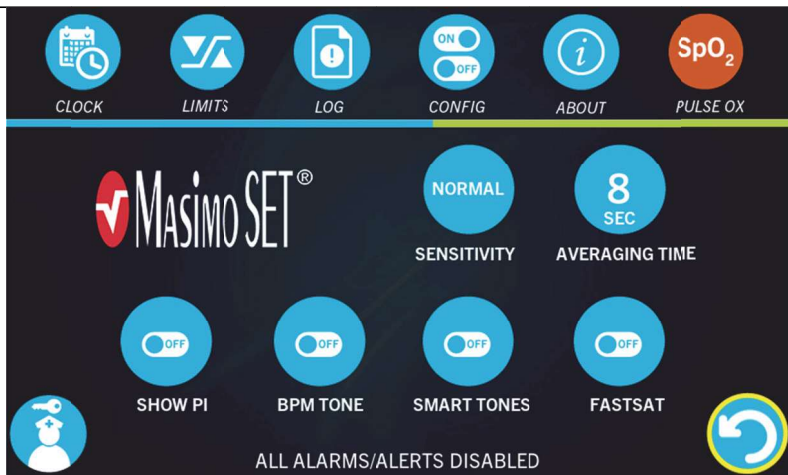 ON
OFF
i
SpO₂
CLOCK
LIMITS
LOG
CONFIG
ABOUT
PULSE OX
Masimo SET®
NORMAL
8
SEC
SENSITIVITY
AVERAGING TIME
OFF
OFF
OFF
OFF
SHOW PI
BPM TONE
SMART TONES
FASTSAT
ALL ALARMS/ALERTS DISABLED